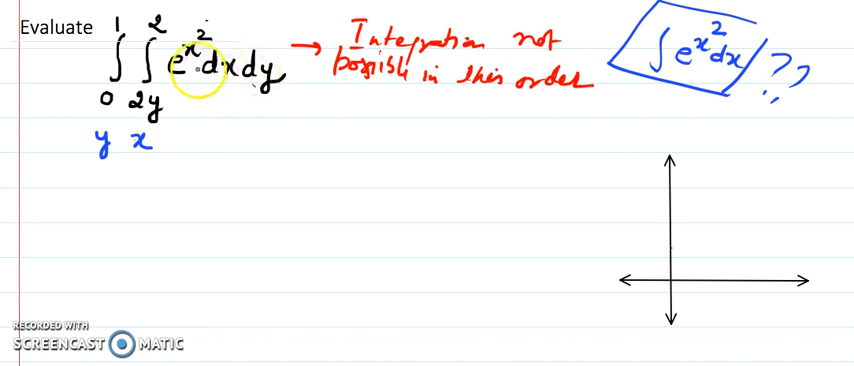 Evaluate ∫₀¹ ∫₂ᵧ² e^x² dx dy → Integration not
possible in this order
y x
∫ e^x² dx ??
RECORDED WITH
SCREENCAST MATIC